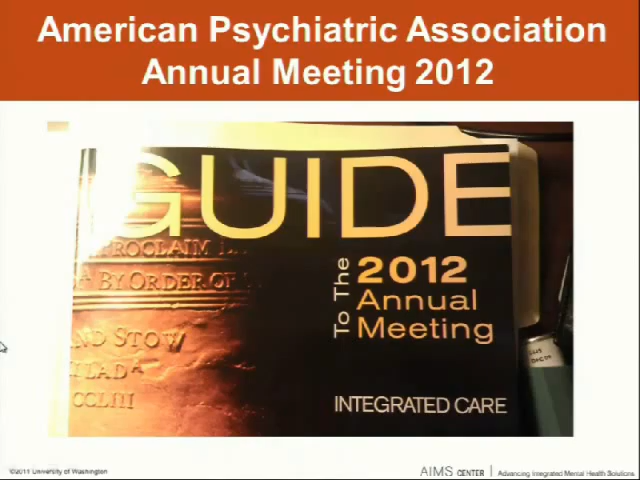 American Psychiatric Association
Annual Meeting 2012
GUIDE
To The
2012
Annual
Meeting
PROCLAIM
BY ORDER OF
AND STOW
INTEGRATED CARE
©2011 University of Washington
AIMS CENTER | Advancing Integrated Mental Health Solutions